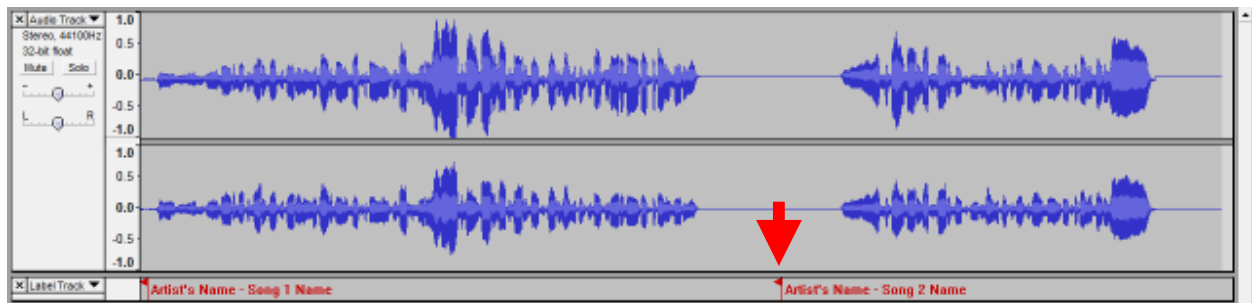 Audio Track
Stereo, 44100Hz
32-bit float
Mute Solo
- +
L R
1.0
0.5
0.0
-0.5
-1.0
1.0
0.5
0.0
-0.5
-1.0
Label Track
Artist's Name - Song 1 Name
Artist's Name - Song 2 Name